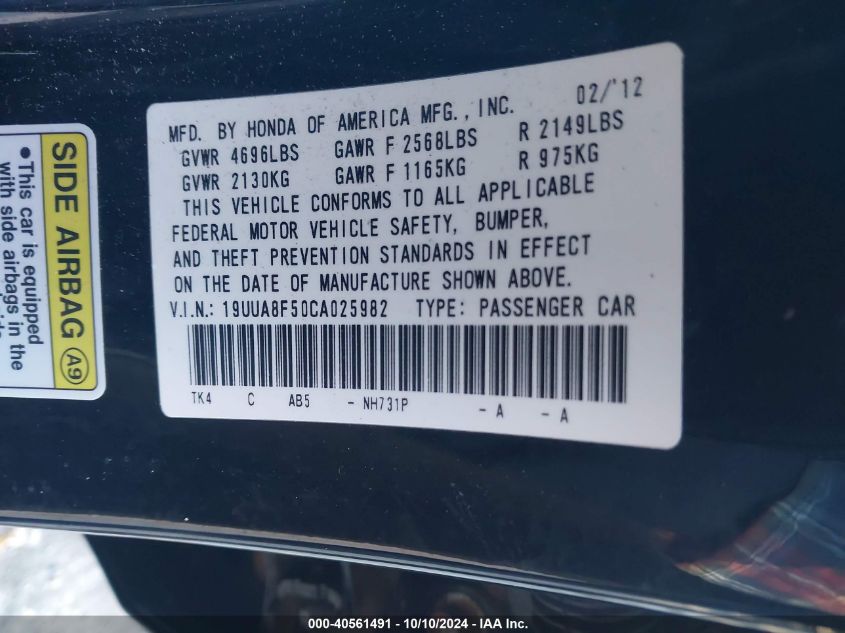 02/'12
MFD. BY HONDA OF AMERICA MFG., INC.
GVWR 4696LBS GAWR F 2568LBS R 2149LBS
GVWR 2130KG GAWR F 1165KG R 975KG
THIS VEHICLE CONFORMS TO ALL APPLICABLE
FEDERAL MOTOR VEHICLE SAFETY, BUMPER,
AND THEFT PREVENTION STANDARDS IN EFFECT
ON THE DATE OF MANUFACTURE SHOWN ABOVE.
V.I.N.: 19UUA8F50CA025982 TYPE: PASSENGER CAR
TK4 C AB5 - NH731P - A - A
SIDE AIRBAG A9
•This car is equipped
with side airbags in the
000-40561491 - 10/10/2024 - IAA Inc.